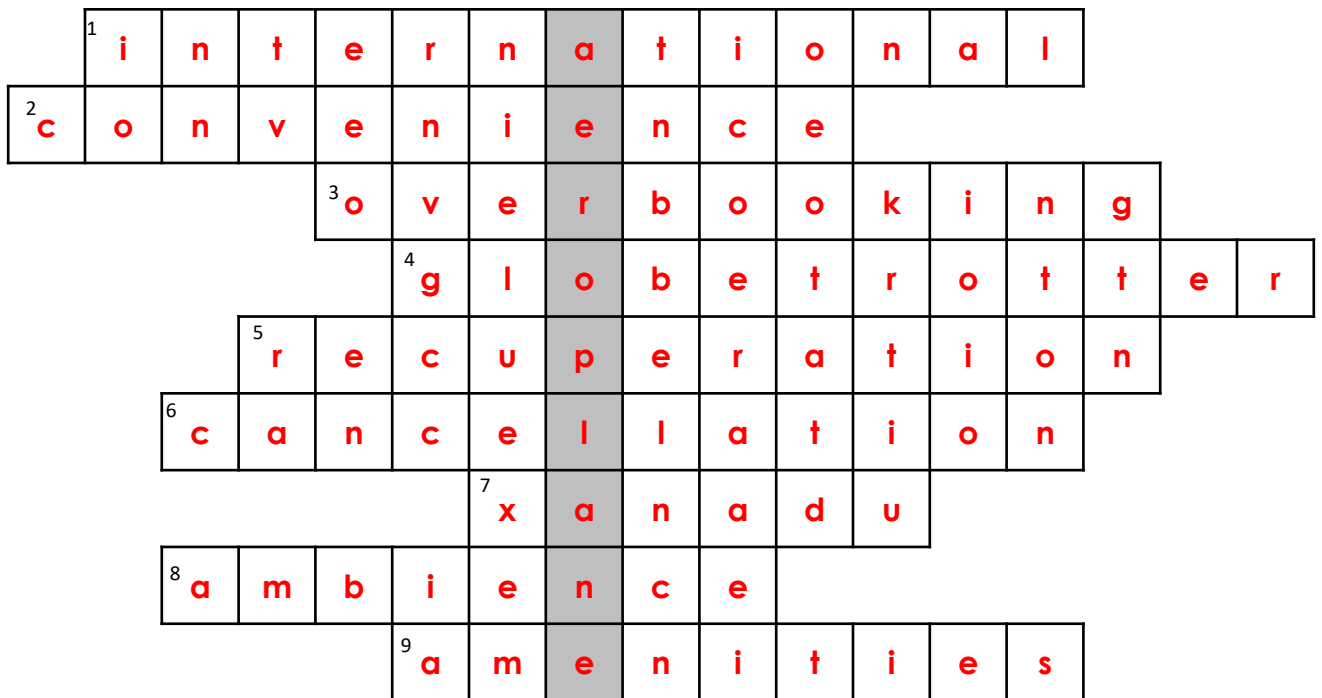 1 international
2 convenience
3 overbooking
4 globetrotter
5 recuperation
6 cancellation
7 xanadu
8 ambience
9 amenities